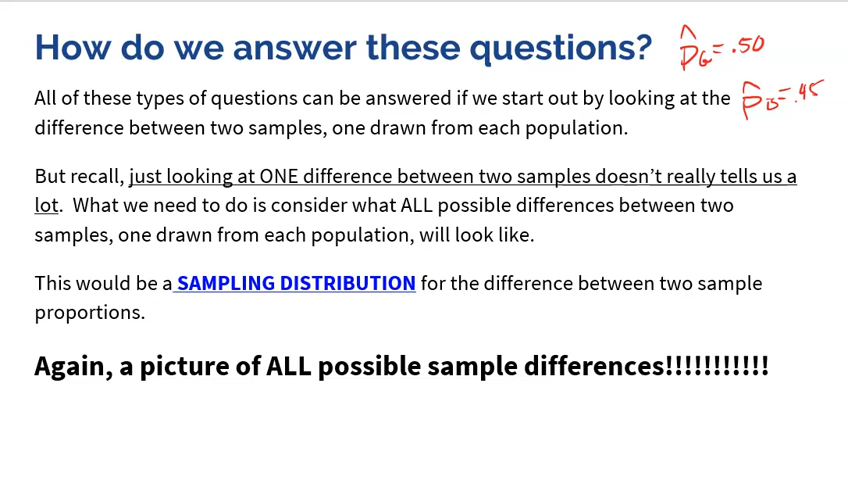 How do we answer these questions?
p̂G = .50
All of these types of questions can be answered if we start out by looking at the
p̂B = .45
difference between two samples, one drawn from each population.
But recall, just looking at ONE difference between two samples doesn’t really tells us a
lot. What we need to do is consider what ALL possible differences between two
samples, one drawn from each population, will look like.
This would be a SAMPLING DISTRIBUTION for the difference between two sample
proportions.
Again, a picture of ALL possible sample differences!!!!!!!!!!!